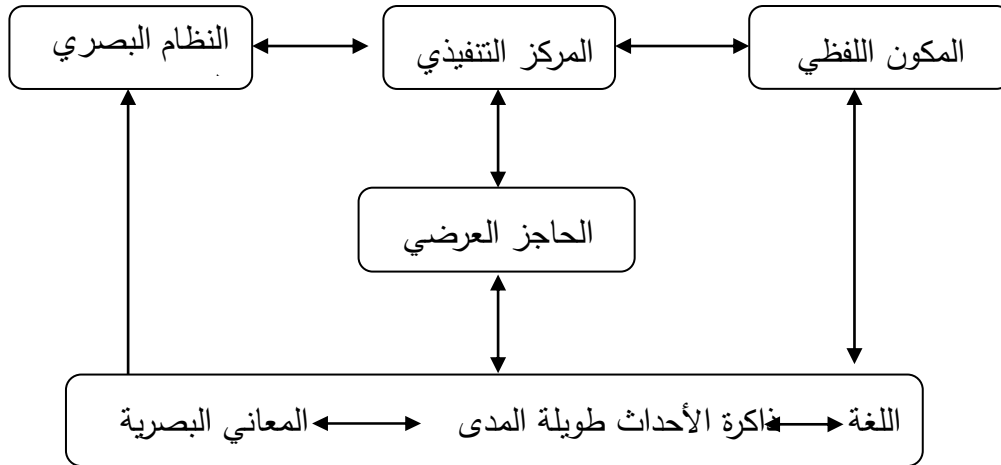 المكون اللفظي
المركز التنفيذي
النظام البصري
الحاجز العرضي
اللغة
ذاكرة الأحداث طويلة المدى
المعاني البصرية